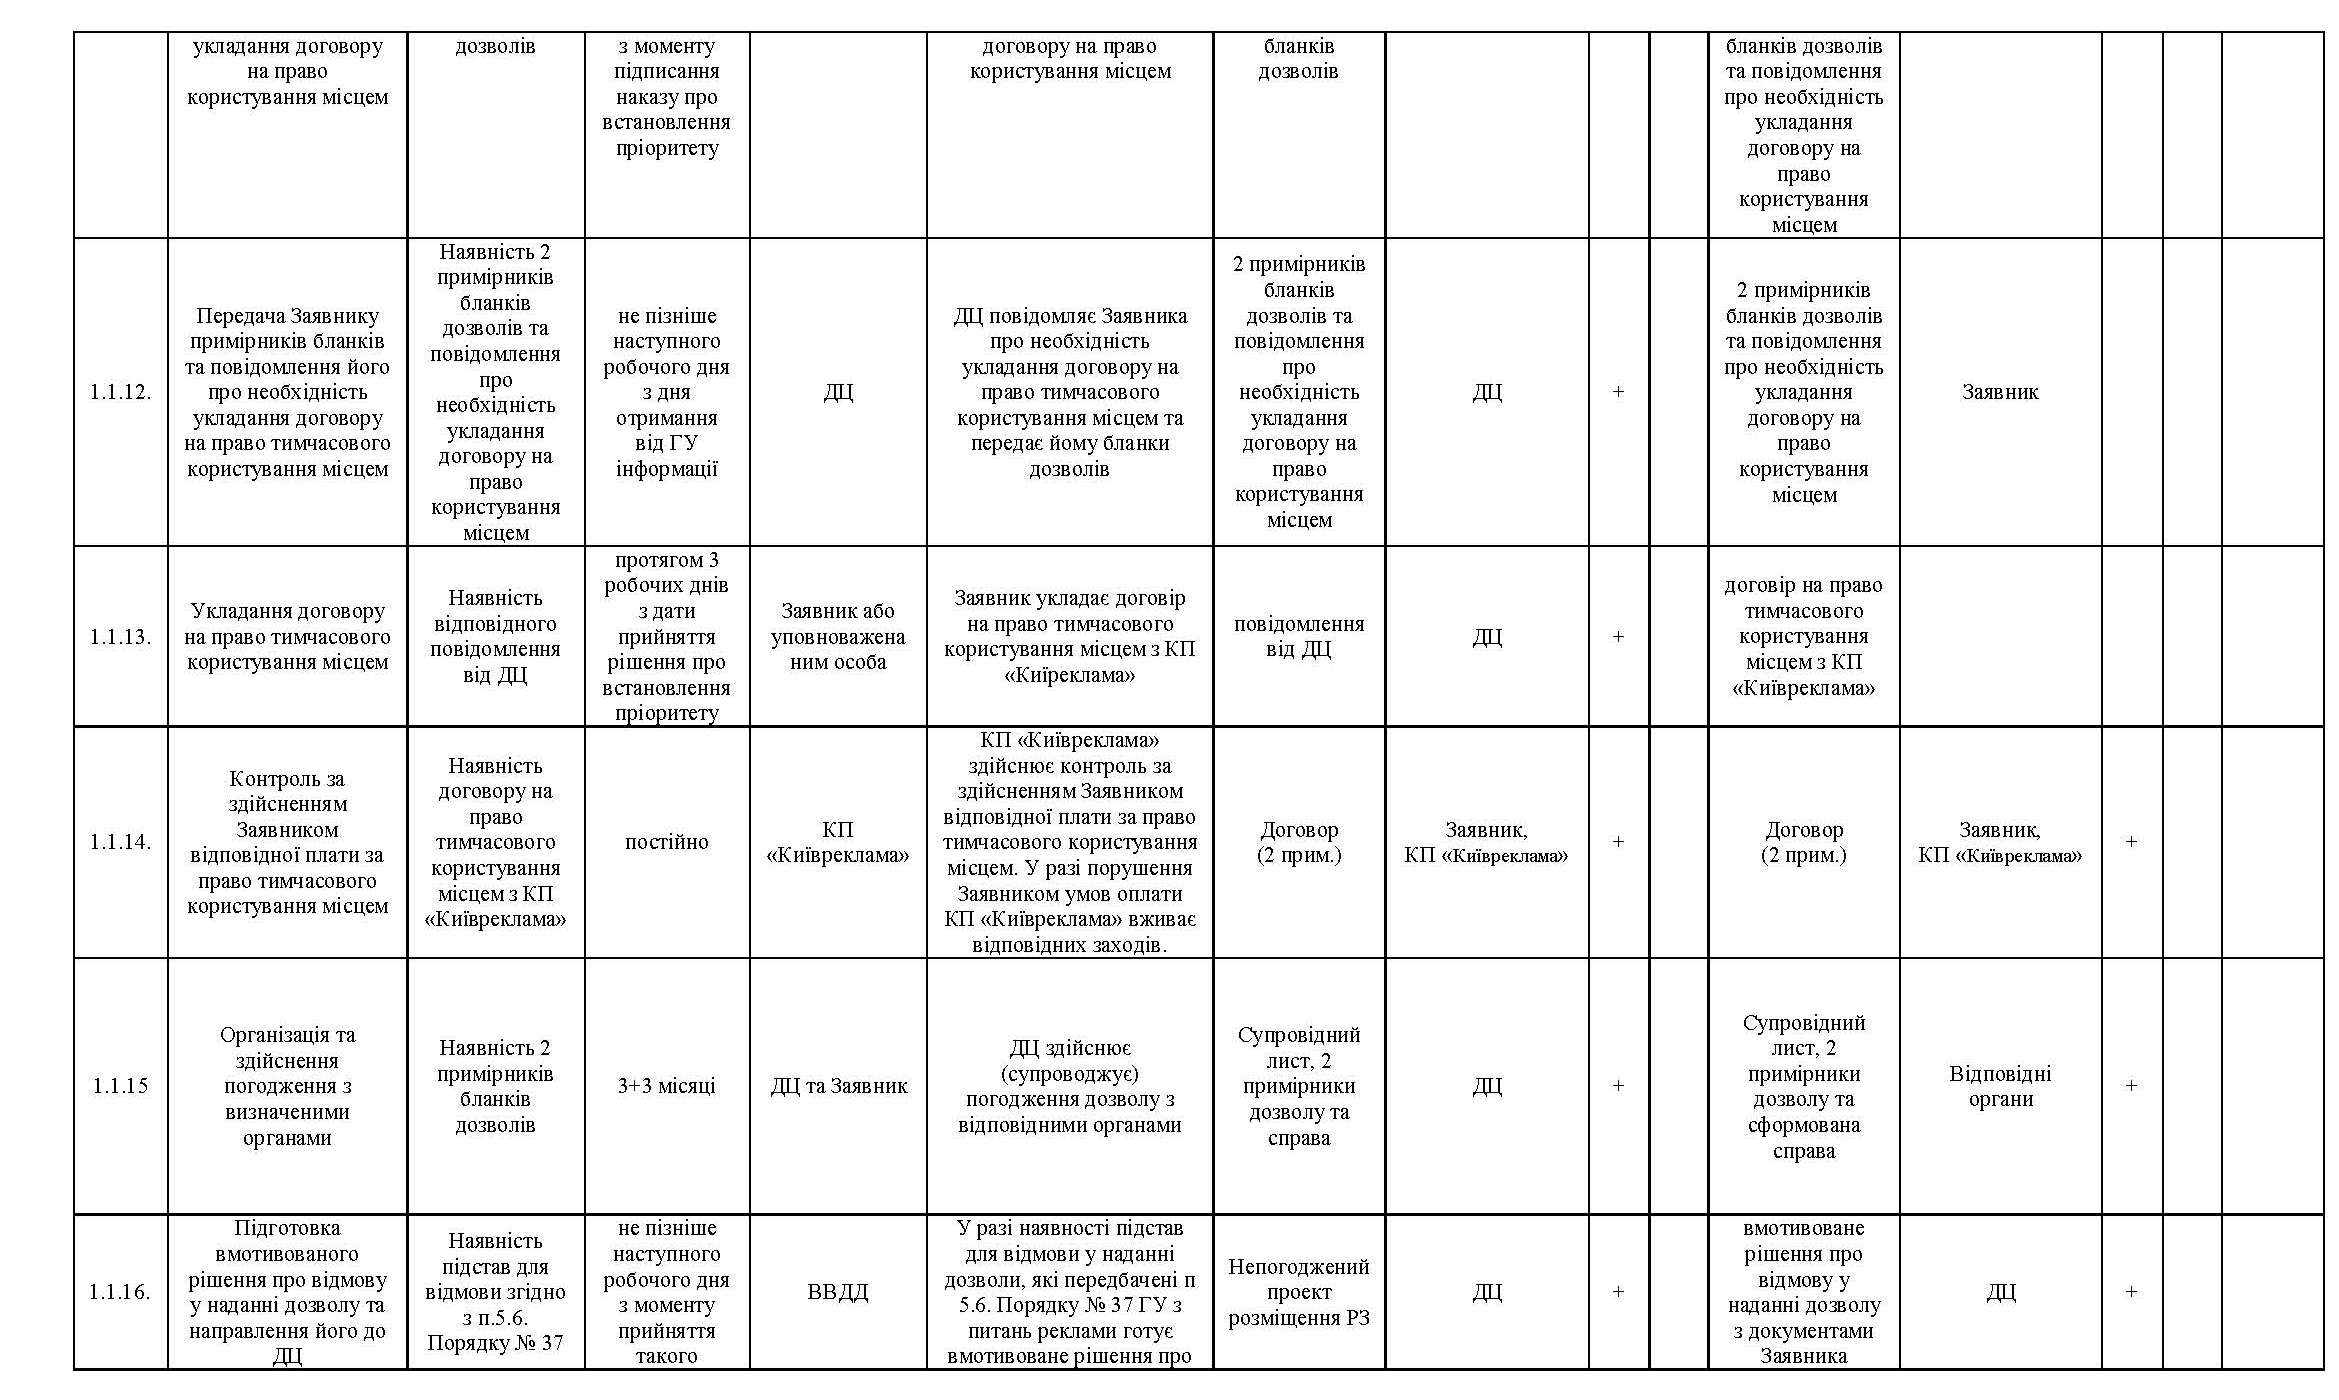 укладання договору
на право
користування місцем
дозволів
з моменту
підписання
наказу про
встановлення
пріоритету
договору на право
користування місцем
бланків
дозволів
бланків дозволів
та повідомлення
про необхідність
укладання
договору на
право
користування
місцем
1.1.12.
Передача Заявнику
примірників бланків
та повідомлення його
про необхідність
укладання договору
на право тимчасового
користування місцем
Наявність 2
примірників
бланків
дозволів та
повідомлення
про
необхідність
укладання
договору на
право
користування
місцем
не пізніше
наступного
робочого дня
з дня
отримання
від ГУ
інформації
ДЦ
ДЦ повідомляє Заявника
про необхідність
укладання договору на
право тимчасового
користування місцем та
передає йому бланки
дозволів
2 примірників
бланків
дозволів та
повідомлення
про
необхідність
укладання
договору на
право
користування
місцем
ДЦ
+
2 примірників
бланків дозволів
та повідомлення
про необхідність
укладання
договору на
право
користування
місцем
Заявник
1.1.13.
Укладання договору
на право тимчасового
користування місцем
Наявність
відповідного
повідомлення
від ДЦ
протягом 3
робочих днів
з дати
прийняття
рішення про
встановлення
пріоритету
Заявник або
уповноважена
ним особа
Заявник укладає договір
на право тимчасового
користування місцем з КП
«Киїреклама»
повідомлення
від ДЦ
ДЦ
+
договір на право
тимчасового
користування
місцем з КП
«Київреклама»
1.1.14.
Контроль за
здійсненням
Заявником
відповідної плати за
право тимчасового
користування місцем
Наявність
договору на
право
тимчасового
користування
місцем з КП
«Київреклама»
постійно
КП
«Київреклама»
КП «Київреклама»
здійснює контроль за
здійсненням Заявником
відповідної плати за право
тимчасового користування
місцем. У разі порушення
Заявником умов оплати
КП «Київреклама» вживає
відповідних заходів.
Договор
(2 прим.)
Заявник,
КП «Київреклама»
+
Договор
(2 прим.)
Заявник,
КП «Київреклама»
+
1.1.15
Організація та
здійснення
погодження з
визначеними
органами
Наявність 2
примірників
бланків
дозволів
3+3 місяці
ДЦ та Заявник
ДЦ здійснює
(супроводжує)
погодження дозволу з
відповідними органами
Супровідний
лист, 2
примірники
дозволу та
справа
ДЦ
+
Супровідний
лист, 2
примірники
дозволу та
сформована
справа
Відповідні
органи
+
1.1.16.
Підготовка
вмотивованого
рішення про відмову
у наданні дозволу та
направлення його до
ДЦ
Наявність
підстав для
відмови згідно
з п.5.6.
Порядку № 37
не пізніше
наступного
робочого дня
з моменту
прийняття
такого
ВВДД
У разі наявності підстав
для відмови у наданні
дозволи, які передбачені п
5.6. Порядку № 37 ГУ з
питань реклами готує
вмотивоване рішення про
Непогоджений
проект
розміщення РЗ
ДЦ
+
вмотивоване
рішення про
відмову у
наданні дозволу
з документами
Заявника
ДЦ
+